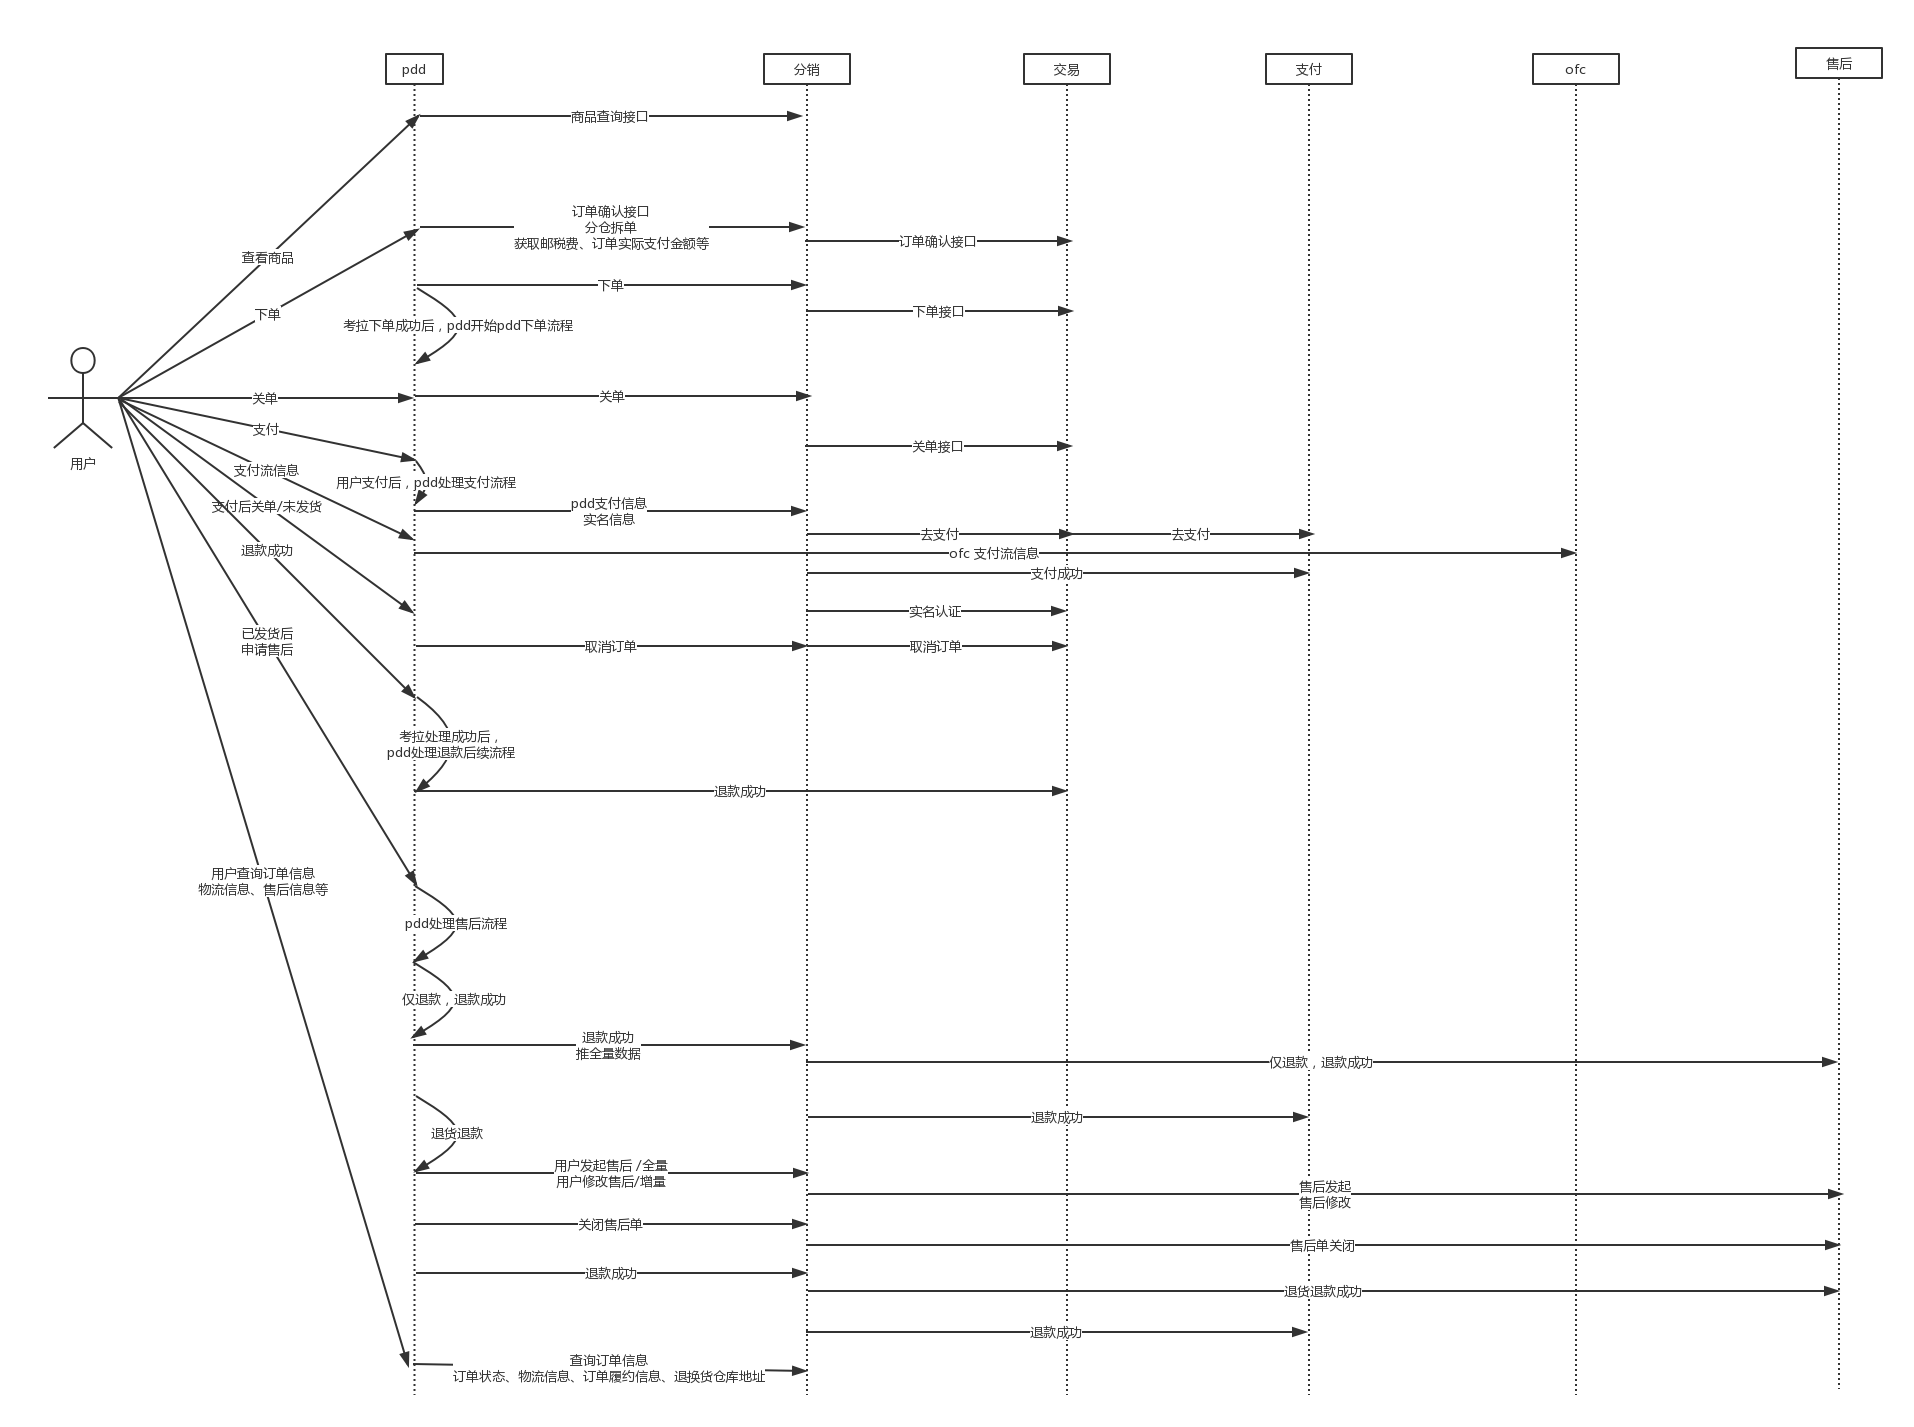 pdd
分销
交易
支付
ofc
售后
商品查询接口
订单确认接口
分仓拆单
获取邮税费、订单实际支付金额等
订单确认接口
查看商品
下单
下单接口
下单
考拉下单成功后，pdd开始pdd下单流程
关单
关单
支付
关单接口
用户
支付流信息
用户支付后，pdd处理支付流程
pdd支付信息
实名信息
支付后关单/未发货
去支付
去支付
退款成功
ofc 支付流信息
支付成功
实名认证
已发货后
申请售后
取消订单
取消订单
考拉处理成功后，
pdd处理退款后续流程
退款成功
用户查询订单信息
物流信息、售后信息等
pdd处理售后流程
仅退款，退款成功
退款成功
推全量数据
仅退款，退款成功
退款成功
退货退款
用户发起售后 /全量
用户修改售后/增量
售后发起
售后修改
关闭售后单
售后单关闭
退款成功
退货退款成功
退款成功
查询订单信息
订单状态、物流信息、订单履约信息、退换货仓库地址